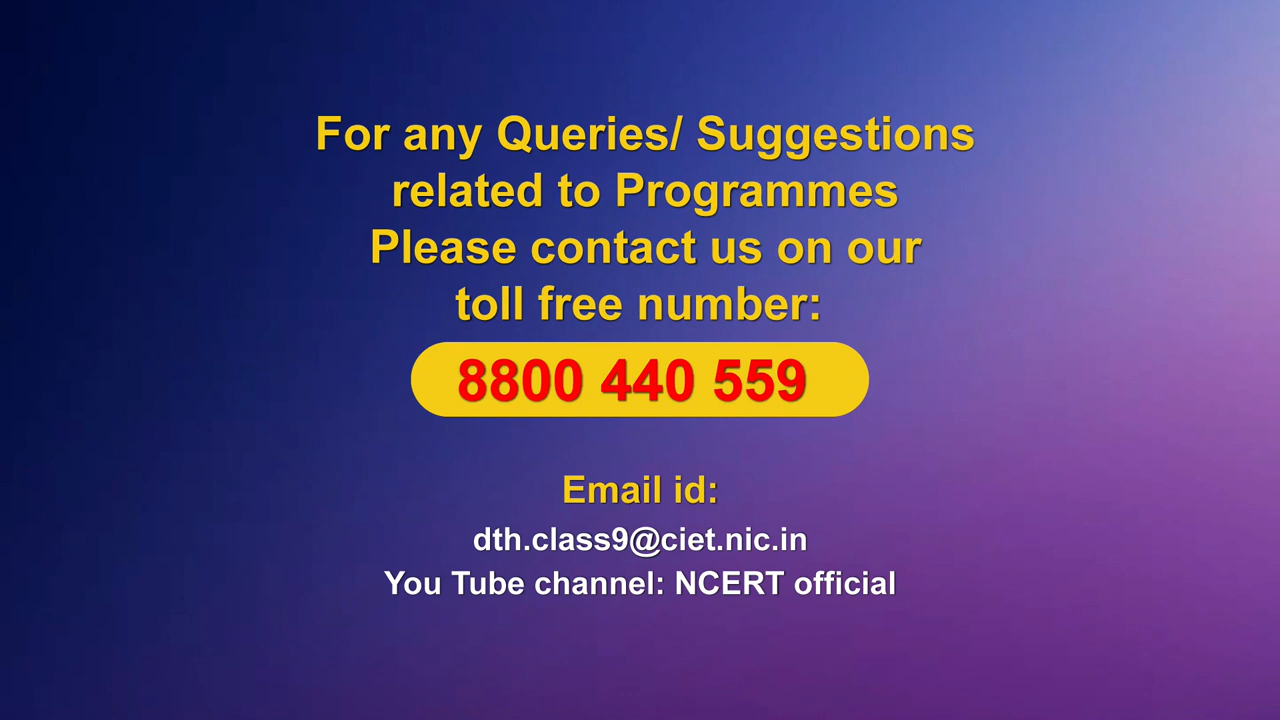 For any Queries/ Suggestions
related to Programmes
Please contact us on our
toll free number:
8800 440 559
Email id:
dth.class9@ciet.nic.in
You Tube channel: NCERT official